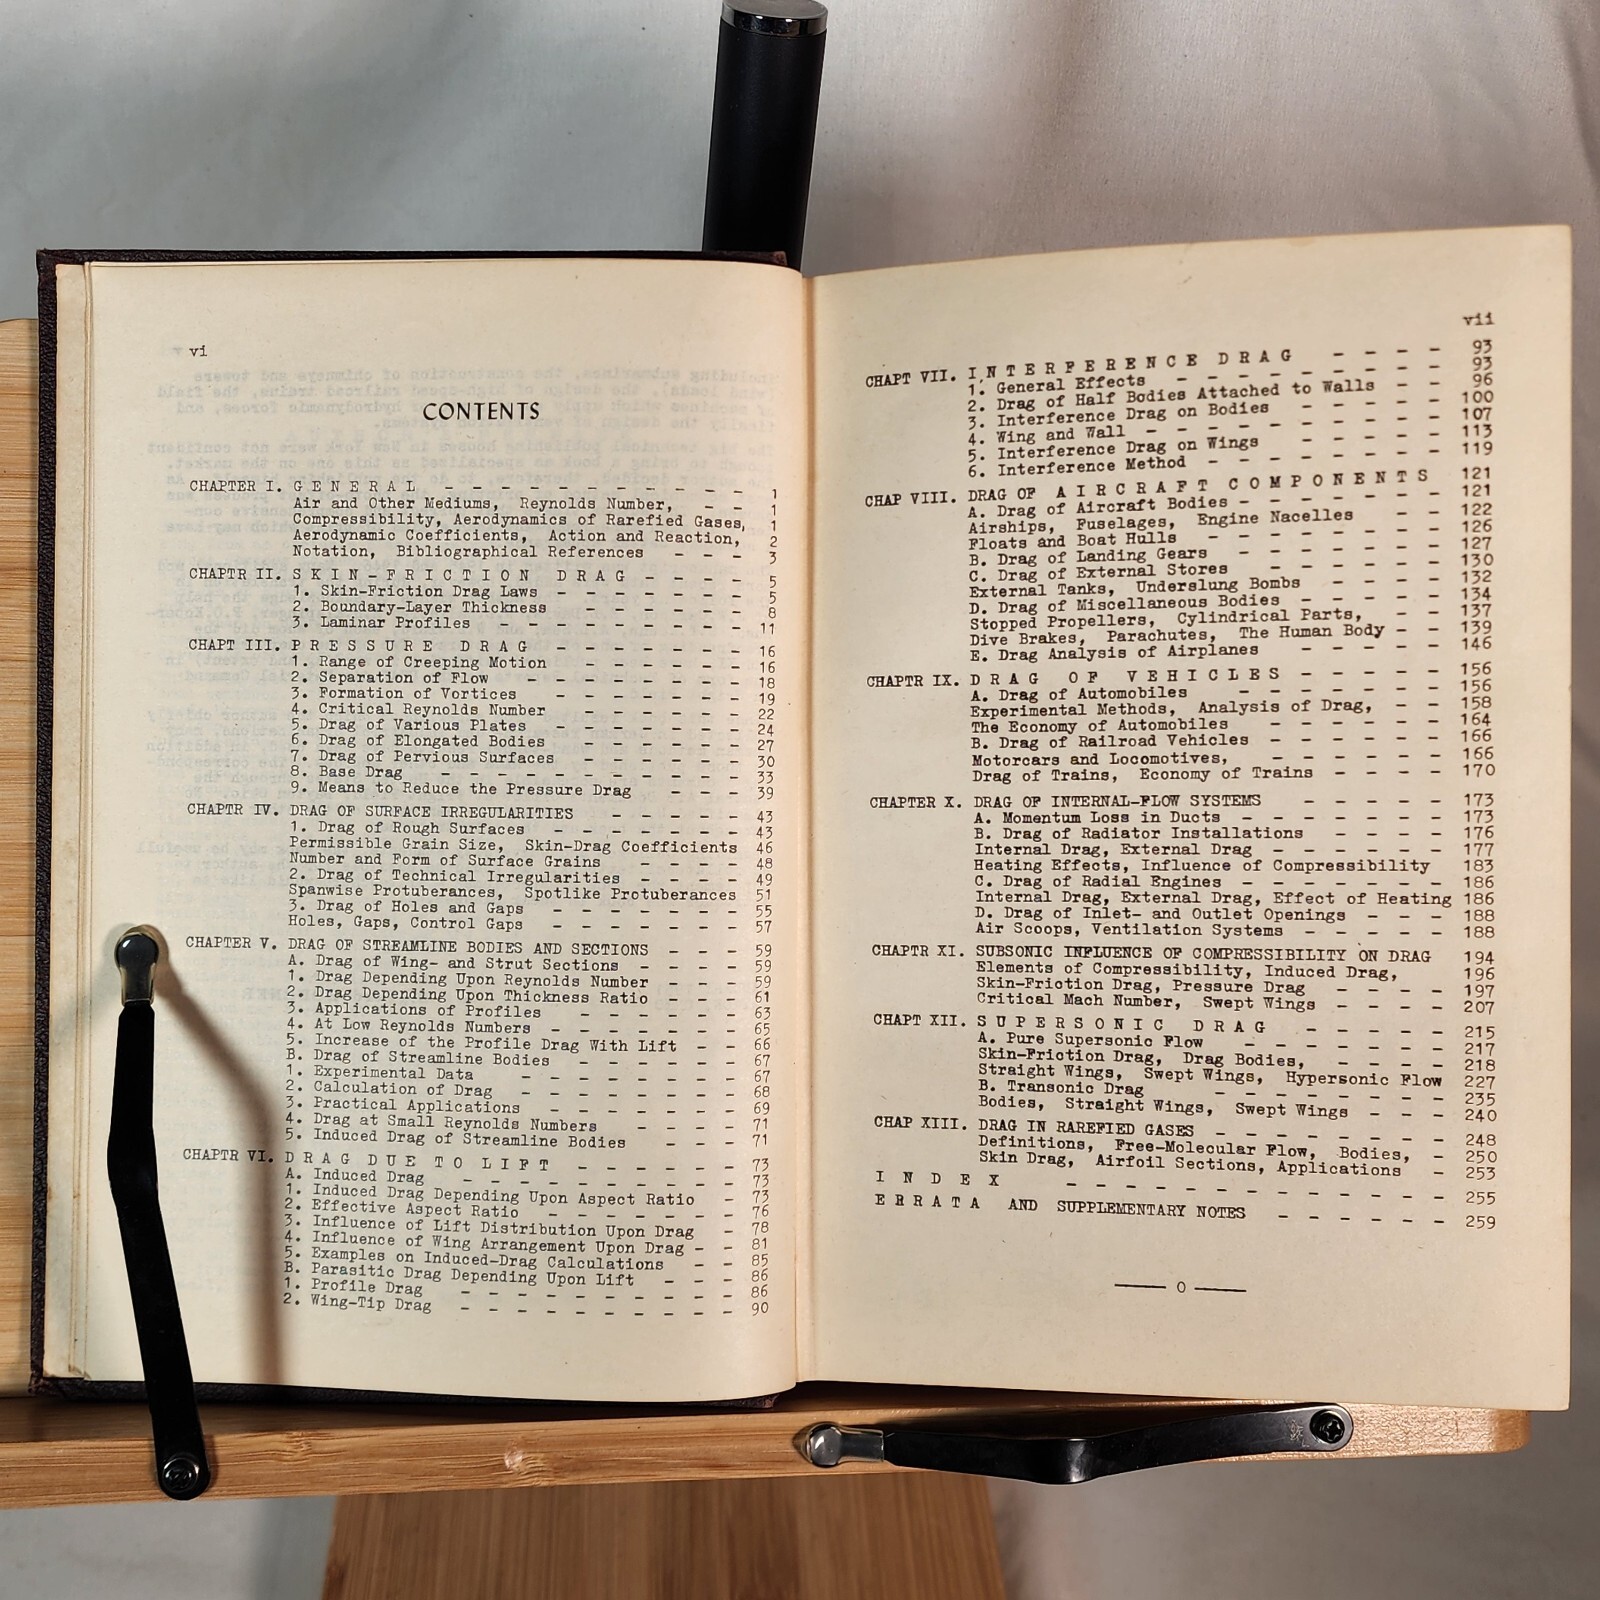 vi
CONTENTS
CHAPTER I. GENERAL - - - - - - - - - - - 1
Air and Other Mediums, Reynolds Number, - - 1
Compressibility, Aerodynamics of Rarefied Gases, 1
Aerodynamic Coefficients, Action and Reaction, 2
Notation, Bibliographical References - - - 3
CHAPTR II. SKIN-FRICTION DRAG - - - - 5
1. Skin-Friction Drag Laws - - - - - - - 5
2. Boundary-Layer Thickness - - - - - - 8
3. Laminar Profiles - - - - - - - - - 11
CHAPT III. PRESSURE DRAG - - - - - - - 16
1. Range of Creeping Motion - - - - - - 16
2. Separation of Flow - - - - - - - - 18
3. Formation of Vortices - - - - - - - 19
4. Critical Reynolds Number - - - - - - 22
5. Drag of Various Plates - - - - - - - 24
6. Drag of Elongated Bodies - - - - - - 27
7. Drag of Pervious Surfaces - - - - - - 30
8. Base Drag - - - - - - - - - - - 33
9. Means to Reduce the Pressure Drag - - - 39
CHAPTR IV. DRAG OF SURFACE IRREGULARITIES - - - - - 43
1. Drag of Rough Surfaces - - - - - - - 43
Permissible Grain Size, Skin-Drag Coefficients 46
Number and Form of Surface Grains - - - - 48
2. Drag of Technical Irregularities - - - - 49
Spanwise Protuberances, Spotlike Protuberances 51
3. Drag of Holes and Gaps - - - - - - - 55
Holes, Gaps, Control Gaps - - - - - - - 57
CHAPTER V. DRAG OF STREAMLINE BODIES AND SECTIONS - - - 59
A. Drag of Wing- and Strut Sections - - - - 59
1. Drag Depending Upon Reynolds Number - - - 59
2. Drag Depending Upon Thickness Ratio - - - 61
3. Applications of Profiles - - - - - - 63
4. At Low Reynolds Numbers - - - - - - - 65
5. Increase of the Profile Drag With Lift - - 66
B. Drag of Streamline Bodies - - - - - - 67
1. Experimental Data - - - - - - - - 67
2. Calculation of Drag - - - - - - - - 68
3. Practical Applications - - - - - - - 69
4. Drag at Small Reynolds Numbers - - - - 71
5. Induced Drag of Streamline Bodies - - - 71
CHAPTR VI. DRAG DUE TO LIFT - - - - - - 73
A. Induced Drag - - - - - - - - - - 73
1. Induced Drag Depending Upon Aspect Ratio - 73
2. Effective Aspect Ratio - - - - - - - 76
3. Influence of Lift Distribution Upon Drag - 78
4. Influence of Wing Arrangement Upon Drag - - 81
5. Examples on Induced-Drag Calculations - - 85
B. Parasitic Drag Depending Upon Lift - - - 86
1. Profile Drag - - - - - - - - - - 86
2. Wing-Tip Drag - - - - - - - - - - 90
vii
CHAPT VII. INTERFERENCE DRAG - - - - 93
1. General Effects - - - - - - - - - 93
2. Drag of Half Bodies Attached to Walls - - 96
3. Interference Drag on Bodies - - - - - 100
4. Wing and Wall - - - - - - - - - - 107
5. Interference Drag on Wings - - - - - 113
6. Interference Method - - - - - - - - 119
CHAP VIII. DRAG OF AIRCRAFT COMPONENTS 121
A. Drag of Aircraft Bodies - - - - - - - 121
Airships, Fuselages, Engine Nacelles - - - 122
Floats and Boat Hulls - - - - - - - - 126
B. Drag of Landing Gears - - - - - - - 127
C. Drag of External Stores - - - - - - 130
External Tanks, Underslung Bombs - - - - 132
D. Drag of Miscellaneous Bodies - - - - - 134
Stopped Propellers, Cylindrical Parts, - - 137
Dive Brakes, Parachutes, The Human Body - - 139
E. Drag Analysis of Airplanes - - - - - 146
CHAPTR IX. DRAG OF VEHICLES - - - - - 156
A. Drag of Automobiles - - - - - - - 156
Experimental Methods, Analysis of Drag, - - 158
The Economy of Automobiles - - - - - - 164
B. Drag of Railroad Vehicles - - - - - - 166
Motorcars and Locomotives, - - - - - - 166
Drag of Trains, Economy of Trains - - - - 170
CHAPTER X. DRAG OF INTERNAL-FLOW SYSTEMS - - - - - 173
A. Momentum Loss in Ducts - - - - - - - 173
B. Drag of Radiator Installations - - - - - 176
Internal Drag, External Drag - - - - - - 177
Heating Effects, Influence of Compressibility 183
C. Drag of Radial Engines - - - - - - - 186
Internal Drag, External Drag, Effect of Heating 186
D. Drag of Inlet- and Outlet Openings - - - 188
Air Scoops, Ventilation Systems - - - - - 188
CHAPTR XI. SUBSONIC INFLUENCE OF COMPRESSIBILITY ON DRAG 194
Elements of Compressibility, Induced Drag, 196
Skin-Friction Drag, Pressure Drag - - - - 197
Critical Mach Number, Swept Wings - - - - 207
CHAPT XII. SUPERSONIC DRAG - - - - - 215
A. Pure Supersonic Flow - - - - - - - 217
Skin-Friction Drag, Drag Bodies, - - - - 218
Straight Wings, Swept Wings, Hypersonic Flow 227
B. Transonic Drag - - - - - - - - 235
Bodies, Straight Wings, Swept Wings - - - 240
CHAP XIII. DRAG IN RAREFIED GASES - - - - - - - - 248
Definitions, Free-Molecular Flow, Bodies, - 250
Skin Drag, Airfoil Sections, Applications - 253
INDEX - - - - - - - - - - - - - 255
ERRATA AND SUPPLEMENTARY NOTES - - - - - - 259
0